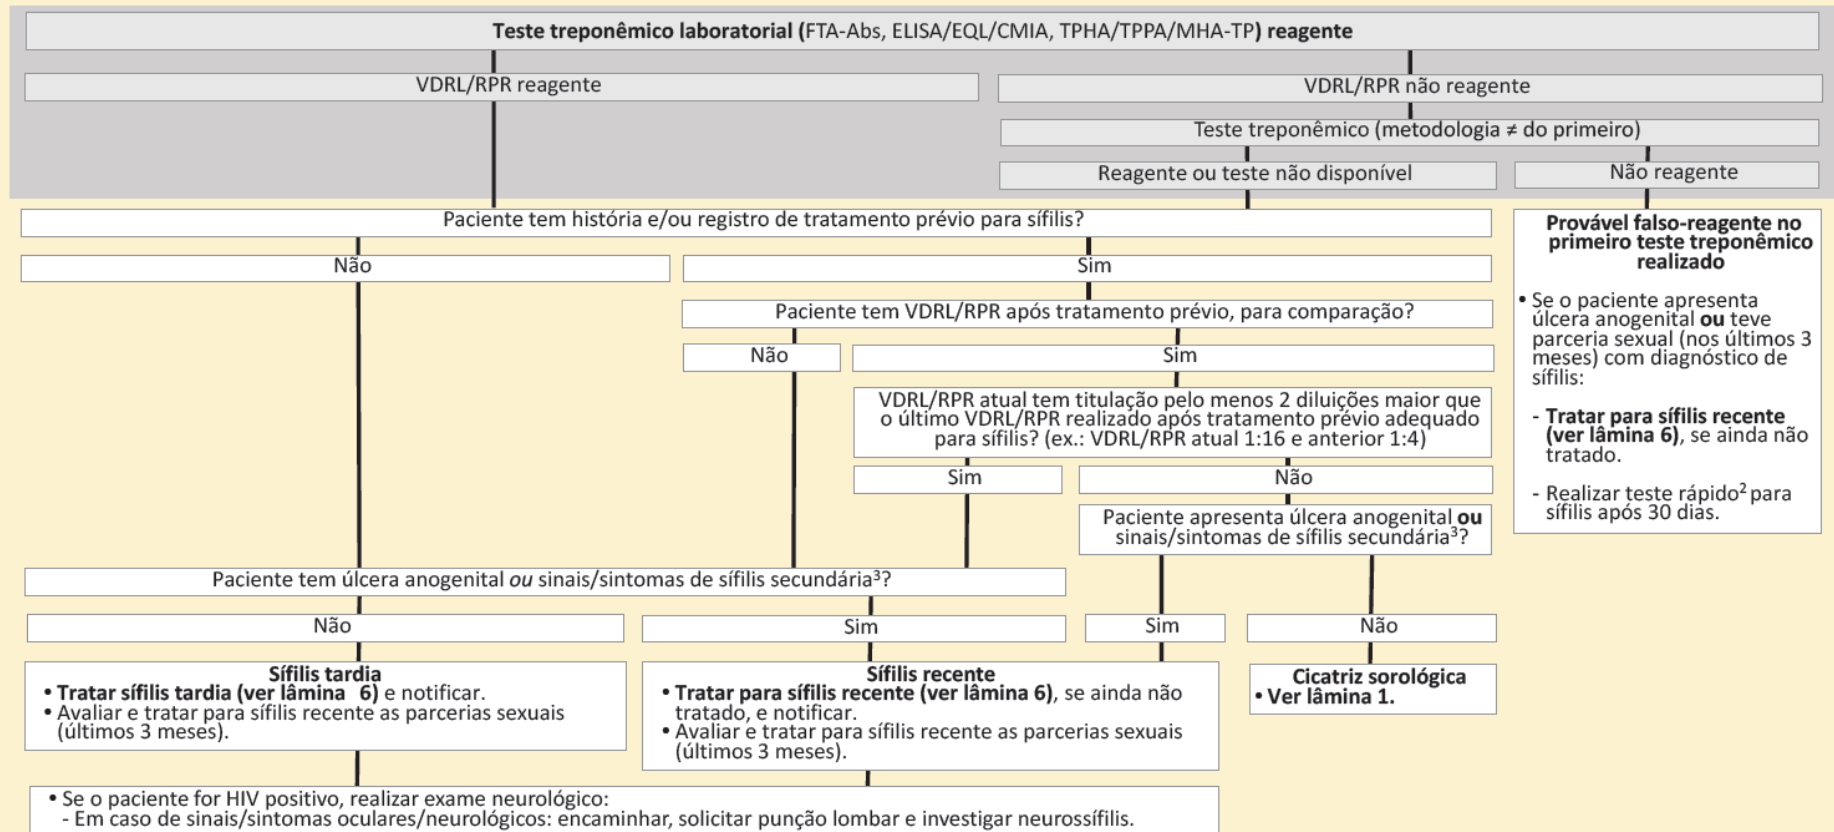 Teste treponêmico laboratorial (FTA-Abs, ELISA/EQL/CMIA, TPHA/TPPA/MHA-TP) reagente
VDRL/RPR reagente
VDRL/RPR não reagente
Teste treponêmico (metodologia ≠ do primeiro)
Reagente ou teste não disponível
Não reagente
Paciente tem história e/ou registro de tratamento prévio para sífilis?
Não
Sim
Paciente tem VDRL/RPR após tratamento prévio, para comparação?
Não
Sim
VDRL/RPR atual tem titulação pelo menos 2 diluições maior que
o último VDRL/RPR realizado após tratamento prévio adequado
para sífilis? (ex.: VDRL/RPR atual 1:16 e anterior 1:4)
Sim
Não
Paciente apresenta úlcera anogenital ou
sinais/sintomas de sífilis secundária³?
Provável falso-reagente no
primeiro teste treponêmico
realizado
• Se o paciente apresenta
úlcera anogenital ou teve
parceria sexual (nos últimos 3
meses) com diagnóstico de
sífilis:
- Tratar para sífilis recente
(ver lâmina 6), se ainda não
tratado.
- Realizar teste rápido² para
sífilis após 30 dias.
Paciente tem úlcera anogenital ou sinais/sintomas de sífilis secundária³?
Não
Sim
Sim
Não
Sífilis tardia
• Tratar sífilis tardia (ver lâmina 6) e notificar.
• Avaliar e tratar para sífilis recente as parcerias sexuais
(últimos 3 meses).
Sífilis recente
• Tratar para sífilis recente (ver lâmina 6), se ainda não
tratado, e notificar.
• Avaliar e tratar para sífilis recente as parcerias sexuais
(últimos 3 meses).
Cicatriz sorológica
• Ver lâmina 1.
• Se o paciente for HIV positivo, realizar exame neurológico:
- Em caso de sinais/sintomas oculares/neurológicos: encaminhar, solicitar punção lombar e investigar neurossífilis.